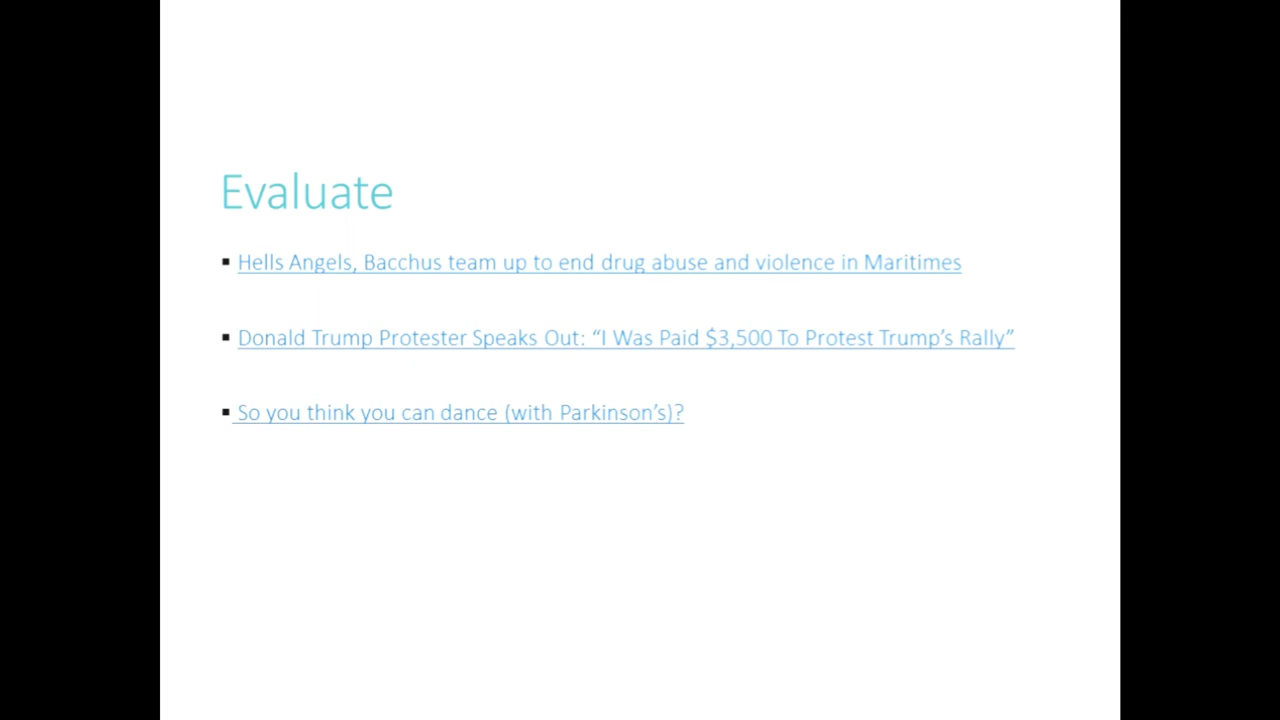 Evaluate
Hells Angels, Bacchus team up to end drug abuse and violence in Maritimes
Donald Trump Protester Speaks Out: “I Was Paid $3,500 To Protest Trump’s Rally”
So you think you can dance (with Parkinson’s)?